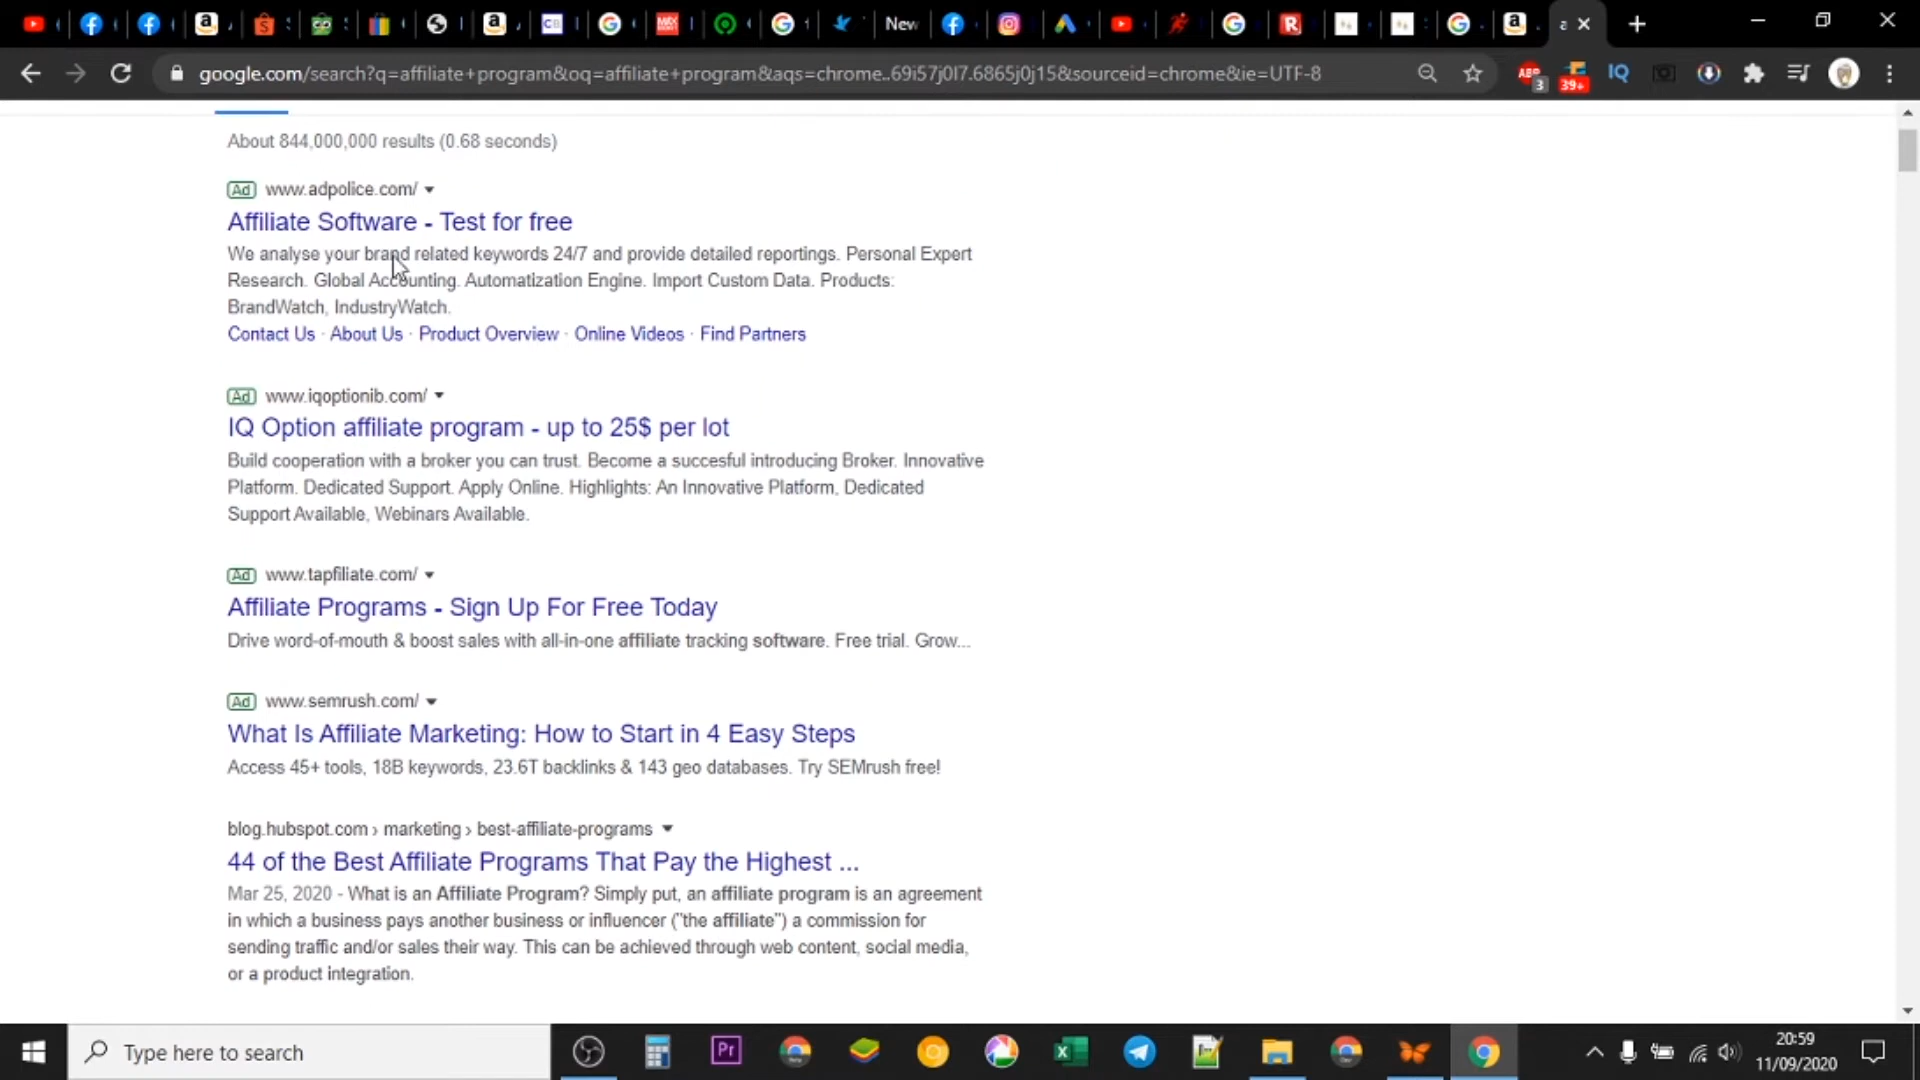 New
a
google.com/search?q=affiliate+program&oq=affiliate+program&aqs=chrome..69i57j0l7.6865j0j15&sourceid=chrome&ie=UTF-8
ABP
3
39+
IQ
About 844,000,000 results (0.68 seconds)
Ad www.adpolice.com/
Affiliate Software - Test for free
We analyse your brand related keywords 24/7 and provide detailed reportings. Personal Expert
Research. Global Accounting. Automatization Engine. Import Custom Data. Products:
BrandWatch, IndustryWatch.
Contact Us · About Us · Product Overview · Online Videos · Find Partners
Ad www.iqoptionib.com/
IQ Option affiliate program - up to 25$ per lot
Build cooperation with a broker you can trust. Become a succesful introducing Broker. Innovative
Platform. Dedicated Support. Apply Online. Highlights: An Innovative Platform, Dedicated
Support Available, Webinars Available.
Ad www.tapfiliate.com/
Affiliate Programs - Sign Up For Free Today
Drive word-of-mouth & boost sales with all-in-one affiliate tracking software. Free trial. Grow...
Ad www.semrush.com/
What Is Affiliate Marketing: How to Start in 4 Easy Steps
Access 45+ tools, 18B keywords, 23.6T backlinks & 143 geo databases. Try SEMrush free!
blog.hubspot.com › marketing › best-affiliate-programs
44 of the Best Affiliate Programs That Pay the Highest ...
Mar 25, 2020 - What is an Affiliate Program? Simply put, an affiliate program is an agreement
in which a business pays another business or influencer ("the affiliate") a commission for
sending traffic and/or sales their way. This can be achieved through web content, social media,
or a product integration.
Type here to search
Pr
20:59
11/09/2020